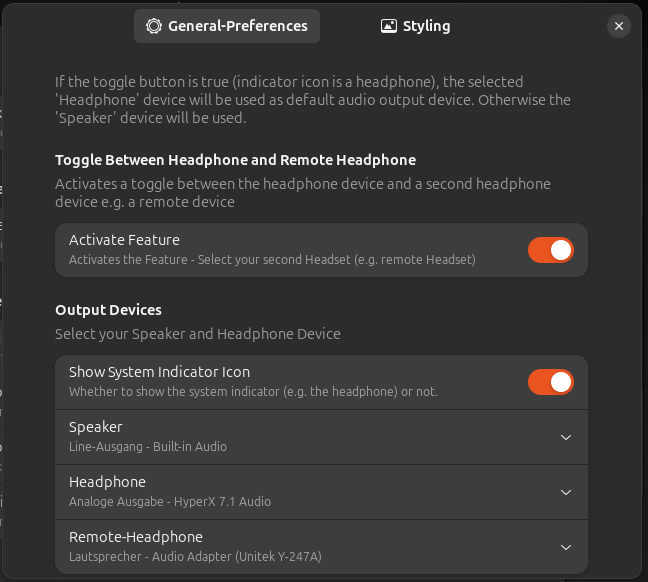 General-Preferences
Styling
If the toggle button is true (indicator icon is a headphone), the selected
'Headphone' device will be used as default audio output device. Otherwise the
'Speaker' device will be used.
Toggle Between Headphone and Remote Headphone
Activates a toggle between the headphone device and a second headphone
device e.g. a remote device
Activate Feature
Activates the Feature - Select your second Headset (e.g. remote Headset)
Output Devices
Select your Speaker and Headphone Device
Show System Indicator Icon
Whether to show the system indicator (e.g. the headphone) or not.
Speaker
Line-Ausgang - Built-in Audio
Headphone
Analoge Ausgabe - HyperX 7.1 Audio
Remote-Headphone
Lautsprecher - Audio Adapter (Unitek Y-247A)